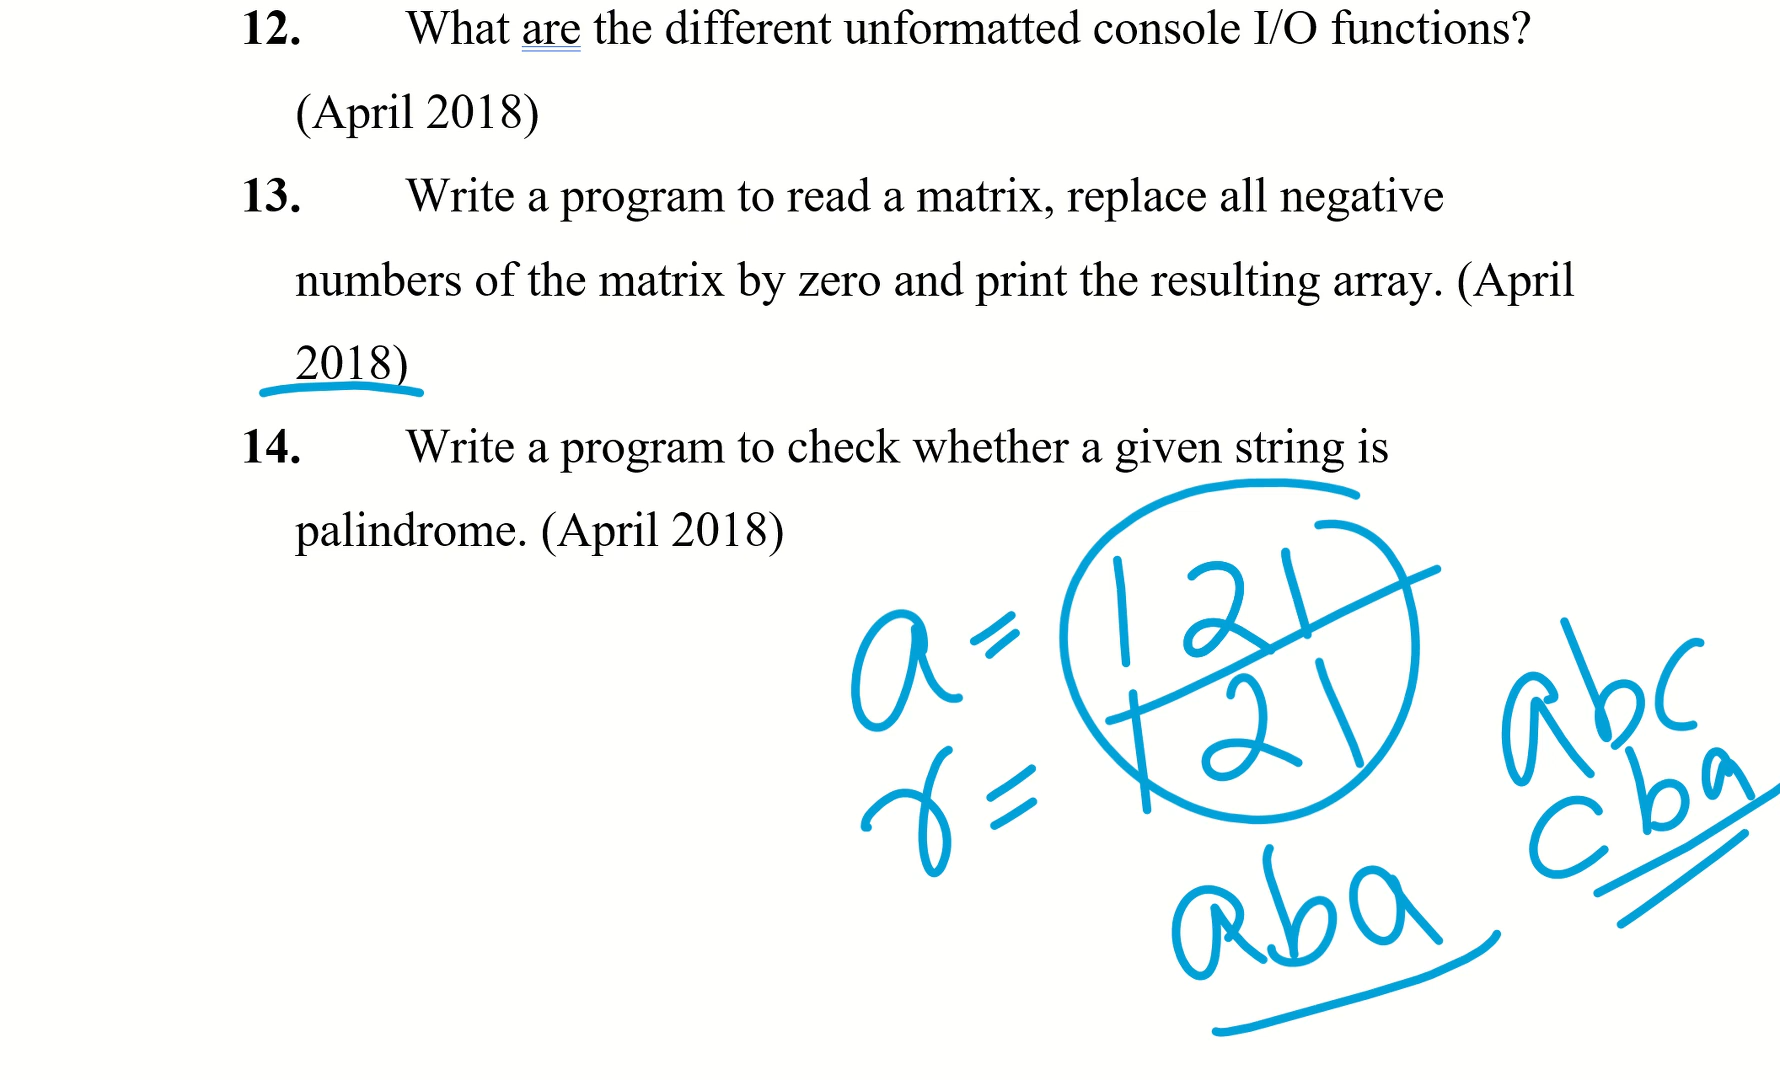 12. What are the different unformatted console I/O functions?
(April 2018)
13. Write a program to read a matrix, replace all negative
numbers of the matrix by zero and print the resulting array. (April
2018)
14. Write a program to check whether a given string is
palindrome. (April 2018)
a = 121
r = 121
abc
cba
aba